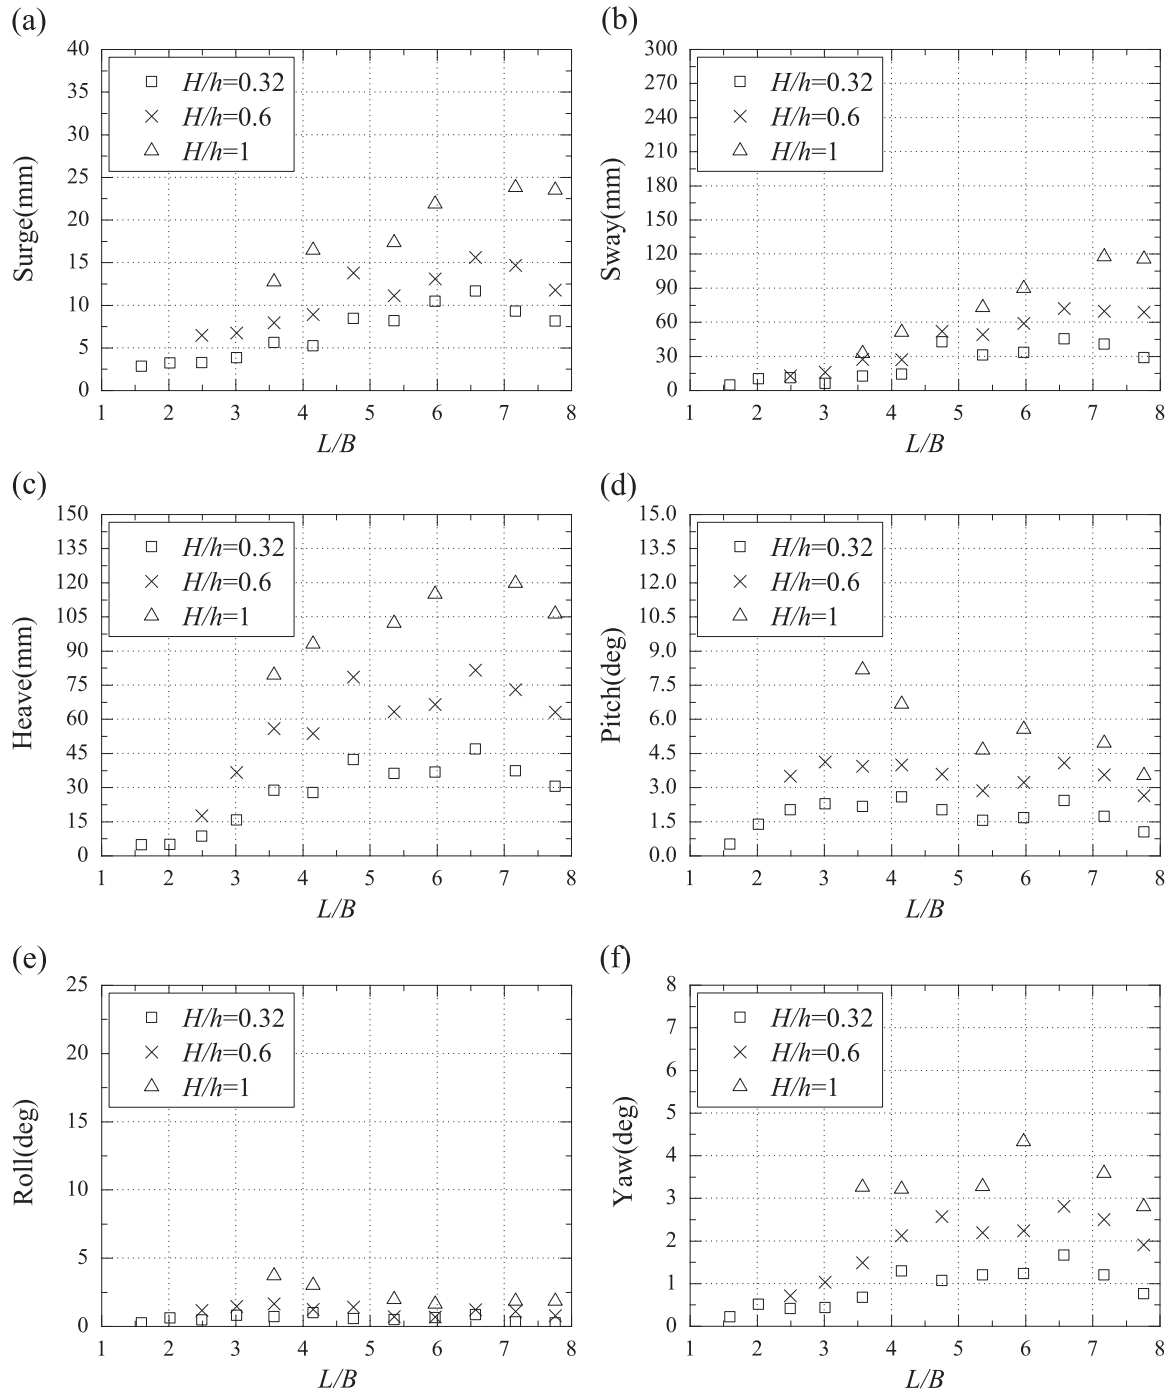 (a)
40
35
30
25
20
15
10
5
0
Surge(mm)
H/h=0.32
H/h=0.6
H/h=1
1 2 3 4 5 6 7 8
L/B
(b)
300
270
240
210
180
150
120
90
60
30
0
Sway(mm)
H/h=0.32
H/h=0.6
H/h=1
1 2 3 4 5 6 7 8
L/B
(c)
150
135
120
105
90
75
60
45
30
15
0
Heave(mm)
H/h=0.32
H/h=0.6
H/h=1
1 2 3 4 5 6 7 8
L/B
(d)
15.0
13.5
12.0
10.5
9.0
7.5
6.0
4.5
3.0
1.5
0.0
Pitch(deg)
H/h=0.32
H/h=0.6
H/h=1
1 2 3 4 5 6 7 8
L/B
(e)
25
20
15
10
5
0
Roll(deg)
H/h=0.32
H/h=0.6
H/h=1
1 2 3 4 5 6 7 8
L/B
(f)
8
7
6
5
4
3
2
1
0
Yaw(deg)
H/h=0.32
H/h=0.6
H/h=1
1 2 3 4 5 6 7 8
L/B